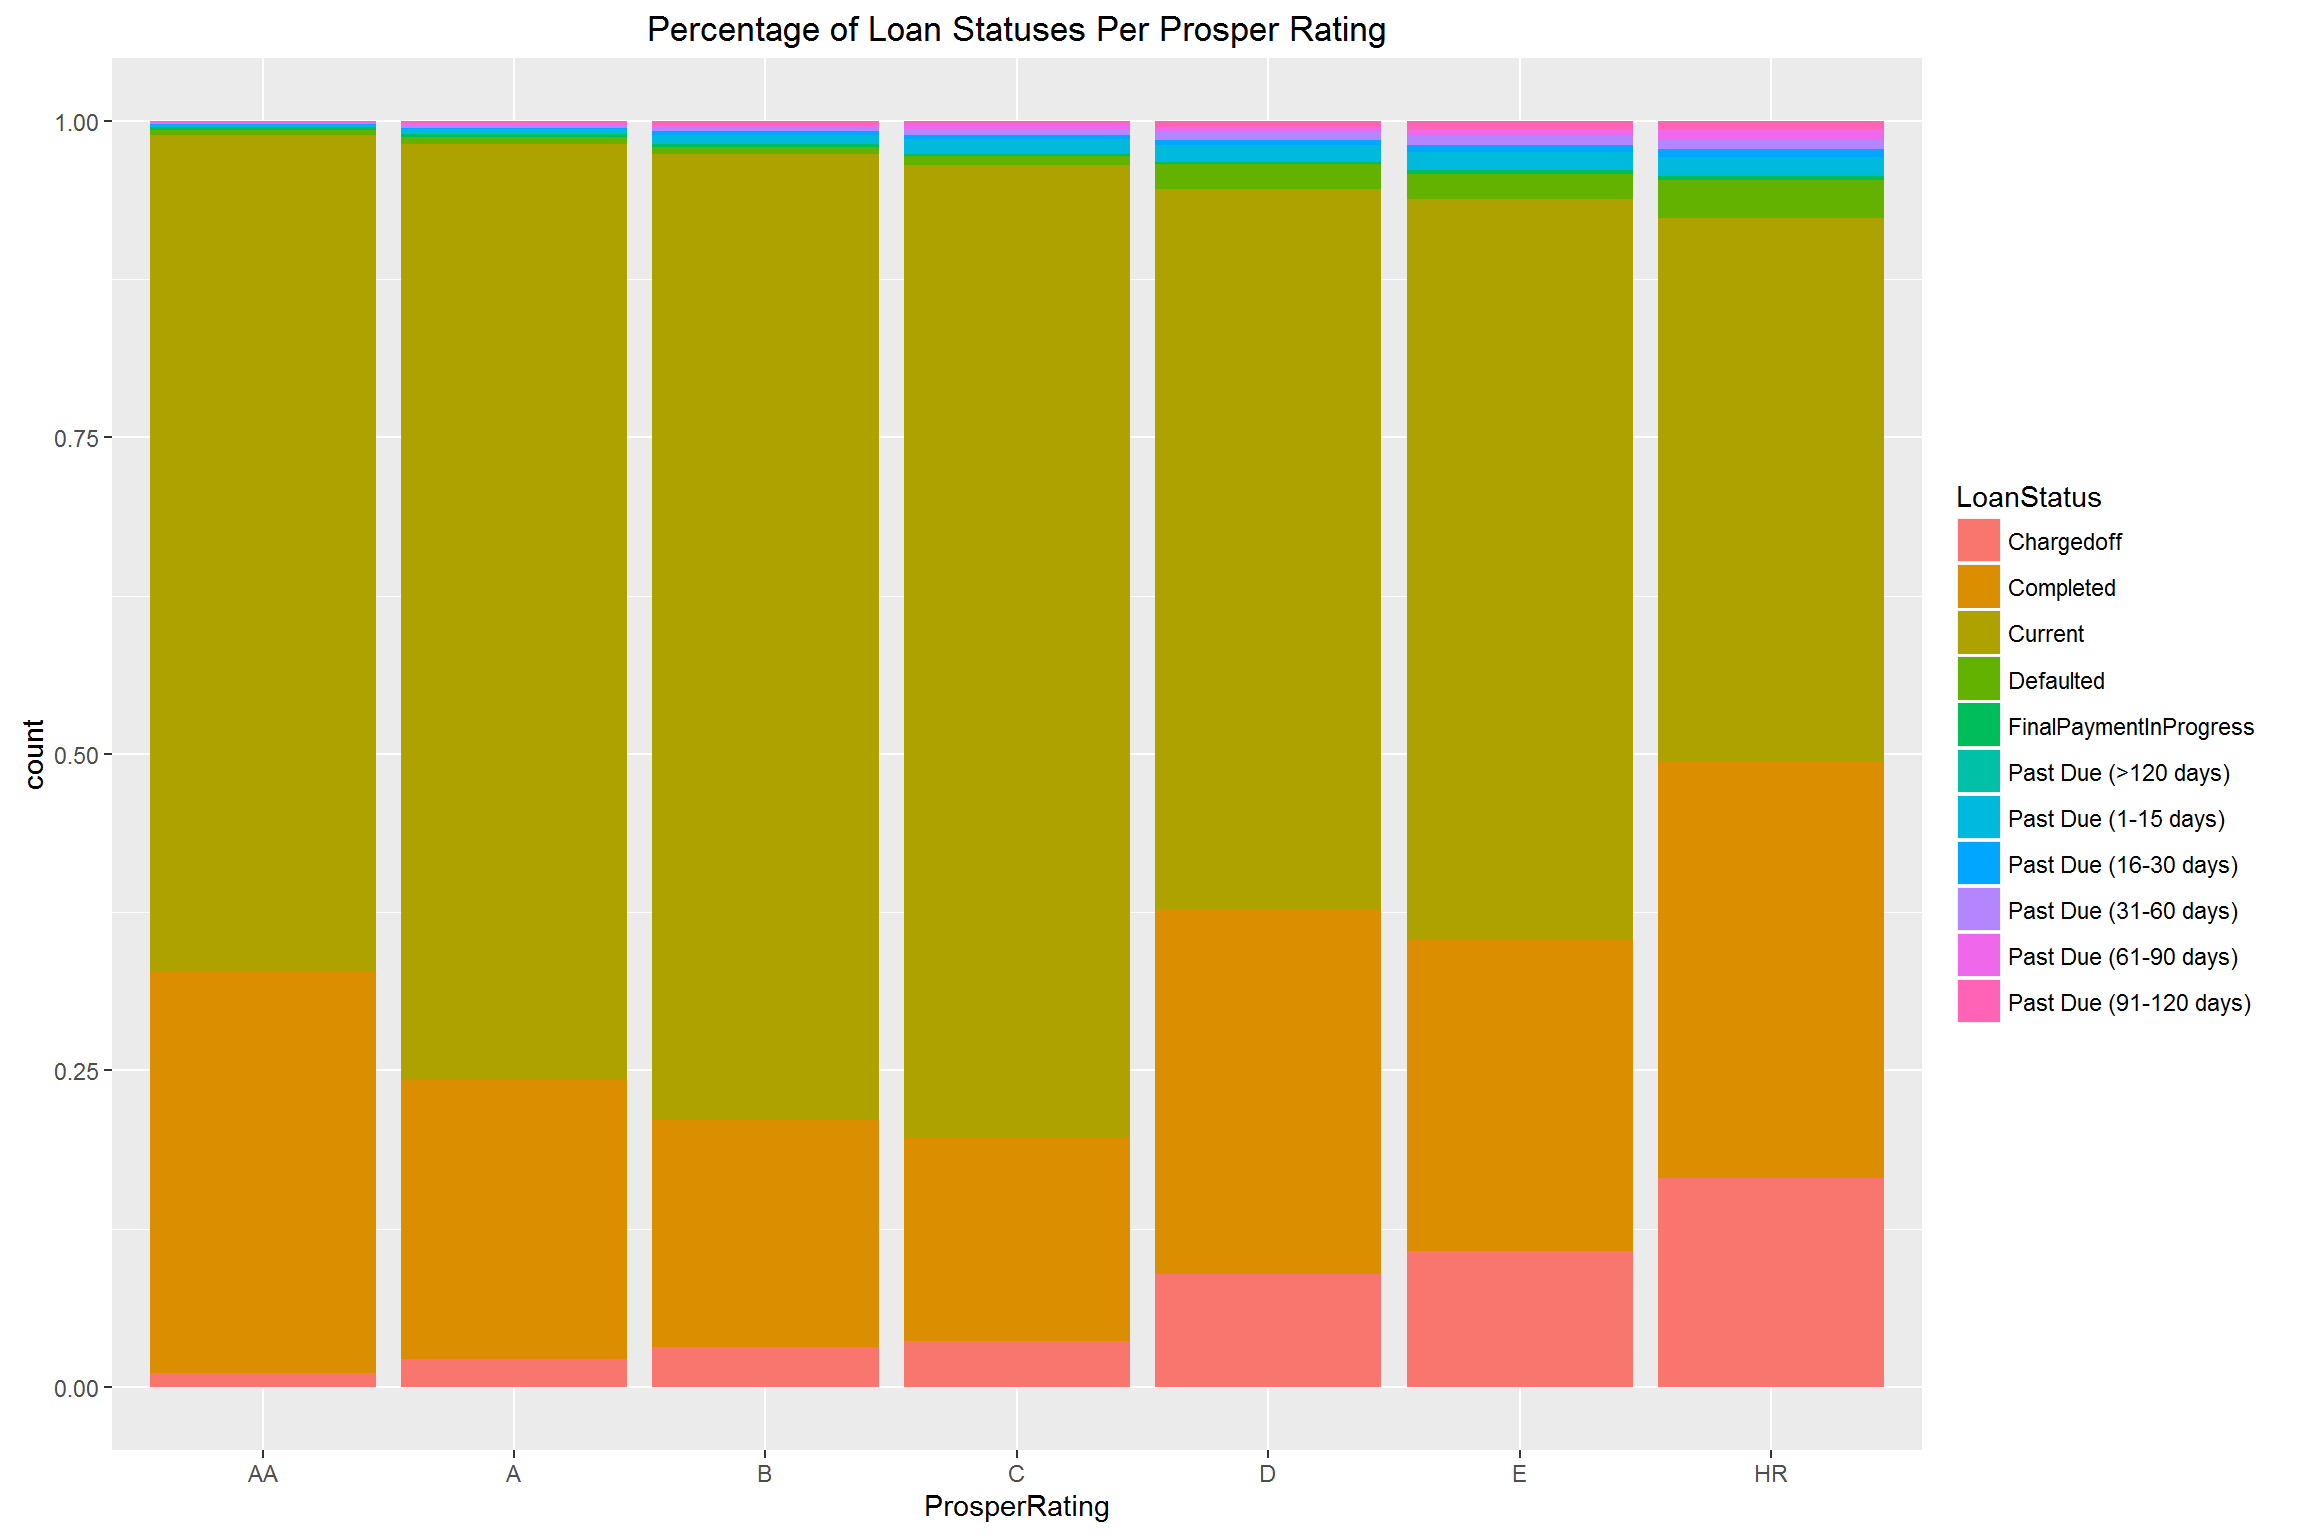 Percentage of Loan Statuses Per Prosper Rating
1.00
0.75
0.50
0.25
0.00
count
AA
A
B
C
D
E
HR
ProsperRating
LoanStatus
Chargedoff
Completed
Current
Defaulted
FinalPaymentInProgress
Past Due (>120 days)
Past Due (1-15 days)
Past Due (16-30 days)
Past Due (31-60 days)
Past Due (61-90 days)
Past Due (91-120 days)